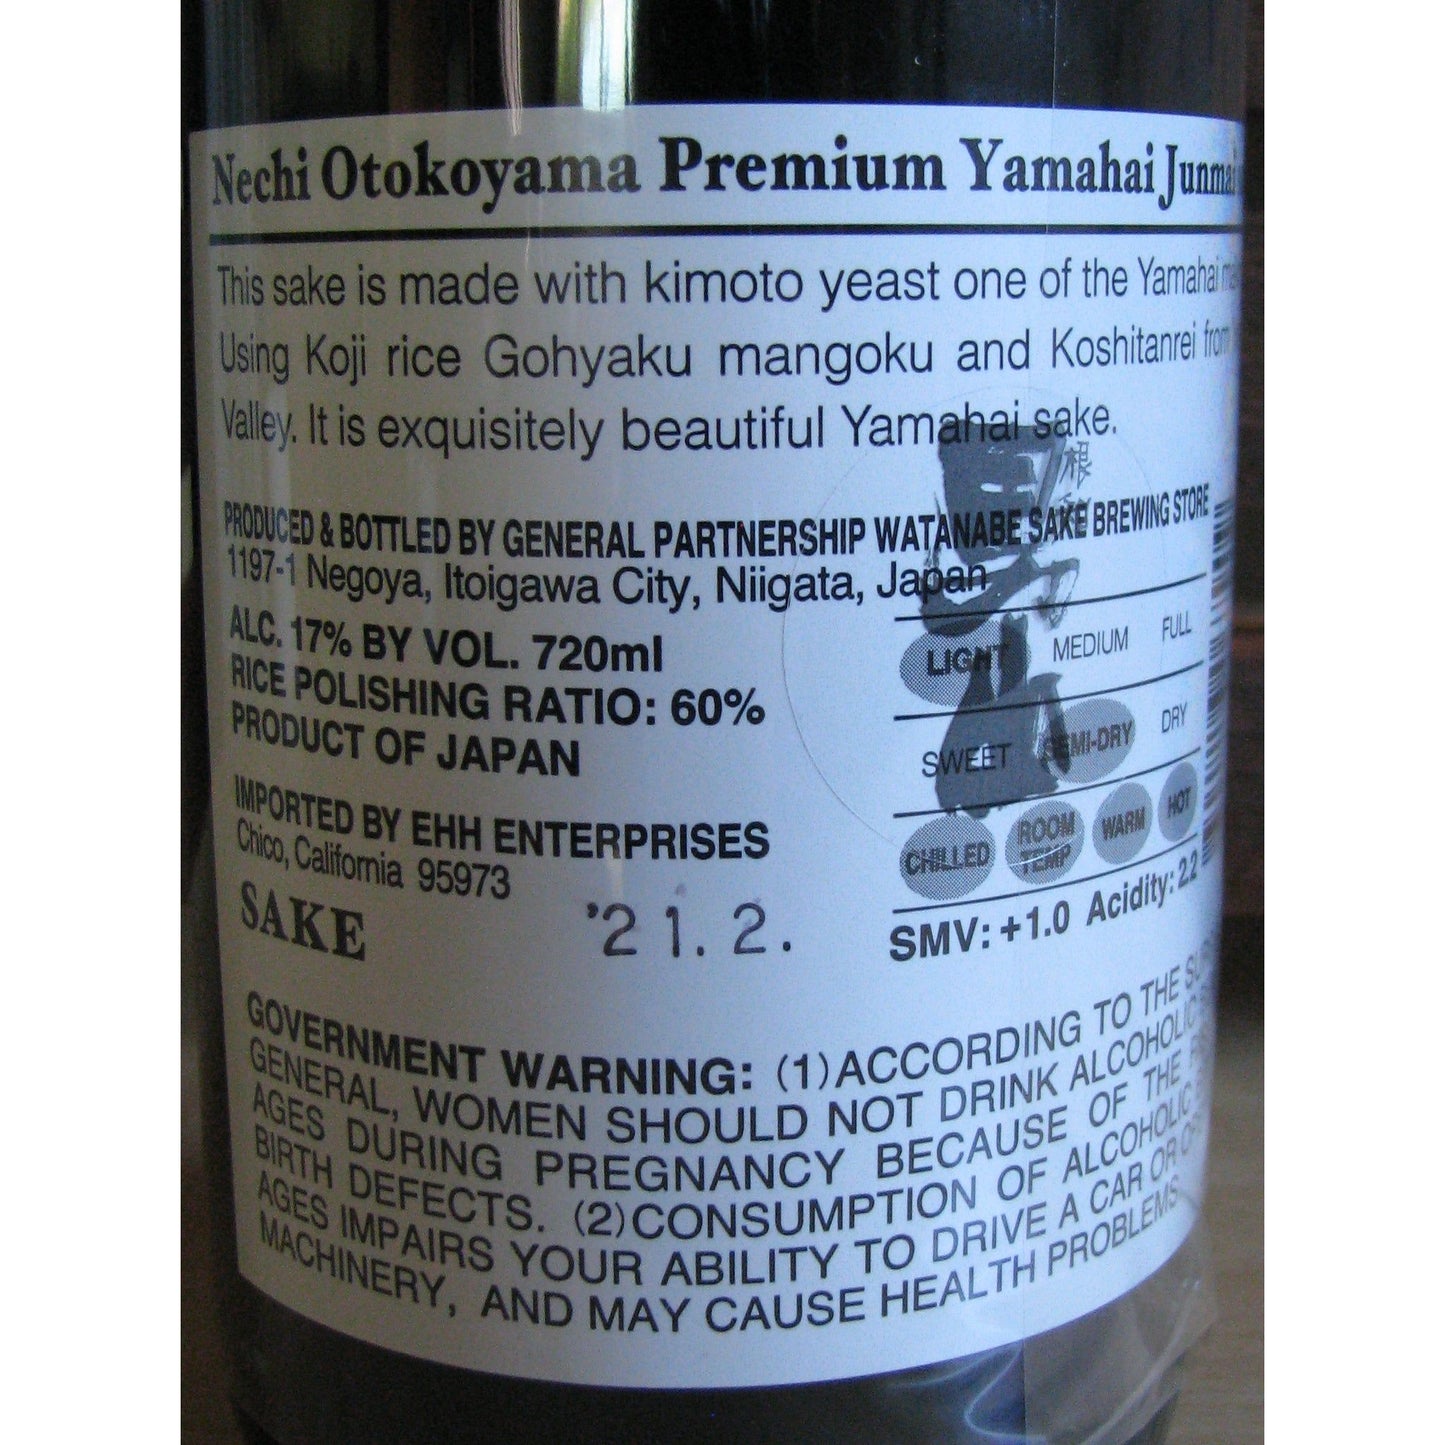 Nechi Otokoyama Premium Yamahai Junmai
This sake is made with kimoto yeast one of the Yamahai
Using Koji rice Gohyaku mangoku and Koshitanrei from
Valley. It is exquisitely beautiful Yamahai sake.
根
男
山
PRODUCED & BOTTLED BY GENERAL PARTNERSHIP WATANABE SAKE BREWING STORE
1197-1 Negoya, Itoigawa City, Niigata, Japan
ALC. 17% BY VOL. 720ml
RICE POLISHING RATIO: 60%
PRODUCT OF JAPAN
IMPORTED BY EHH ENTERPRISES
Chico, California 95973
SAKE '21.2.
LIGHT MEDIUM FULL
SWEET SEMI-DRY DRY
CHILLED ROOM TEMP WARM HOT
SMV: +1.0 Acidity: 2.2
GOVERNMENT WARNING: (1)ACCORDING TO THE
GENERAL, WOMEN SHOULD NOT DRINK ALCOHOLIC
AGES DURING PREGNANCY BECAUSE OF THE
BIRTH DEFECTS. (2)CONSUMPTION OF ALCOHOLIC
AGES IMPAIRS YOUR ABILITY TO DRIVE A CAR OR
MACHINERY, AND MAY CAUSE HEALTH PROBLEMS